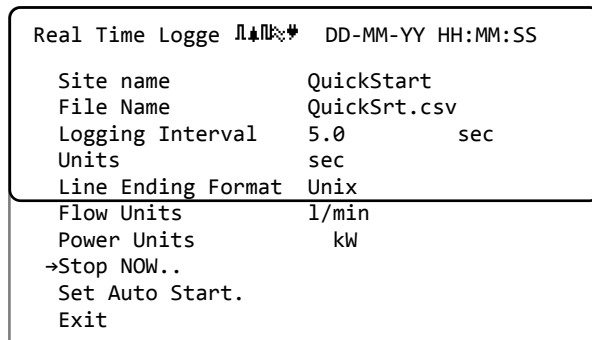 Real Time Logge DD-MM-YY HH:MM:SS
Site name QuickStart
File Name QuickSrt.csv
Logging Interval 5.0 sec
Units sec
Line Ending Format Unix
Flow Units l/min
Power Units kW
→Stop NOW..
Set Auto Start.
Exit